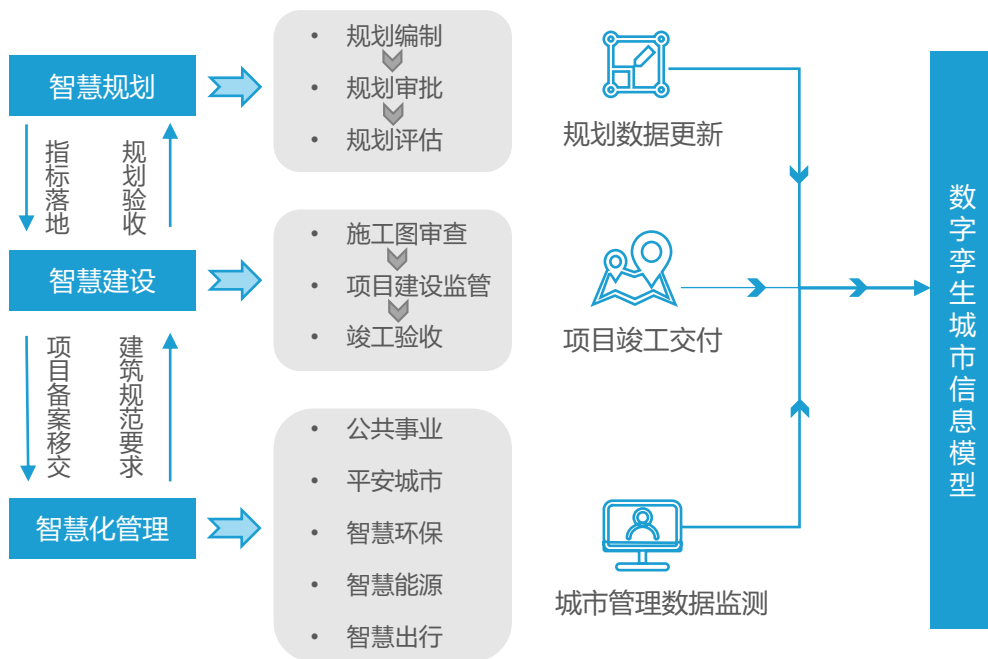 智慧规划
• 规划编制
• 规划审批
• 规划评估
规划数据更新
指标落地
规划验收
智慧建设
• 施工图审查
• 项目建设监管
• 竣工验收
项目竣工交付
项目备案移交
建筑规范要求
智慧化管理
• 公共事业
• 平安城市
• 智慧环保
• 智慧能源
• 智慧出行
城市管理数据监测
数字孪生城市信息模型